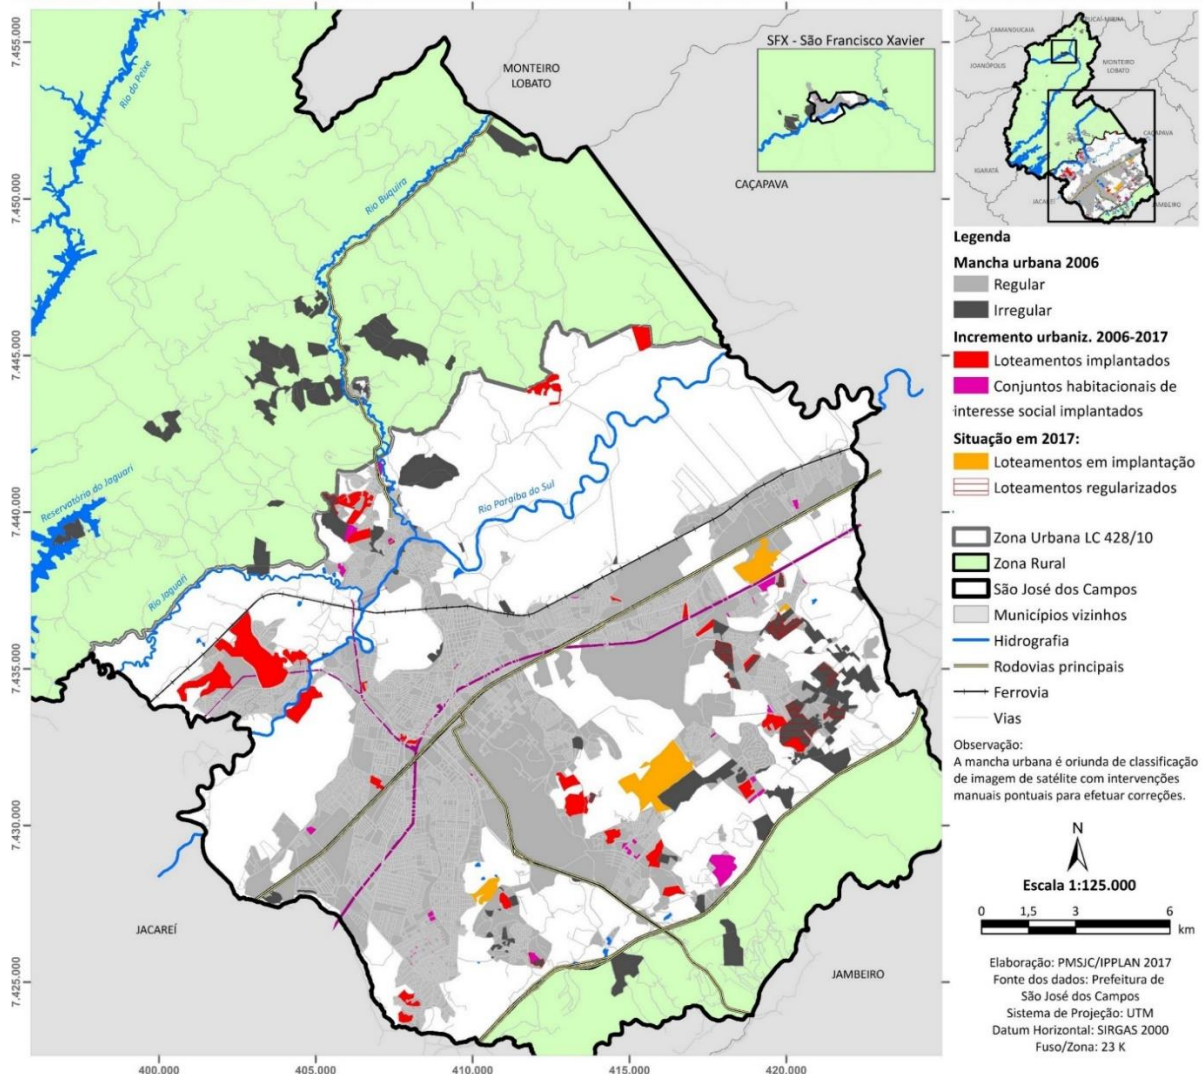 7.455.000
7.450.000
7.445.000
7.440.000
7.435.000
7.430.000
7.425.000
400.000
405.000
410.000
415.000
420.000
MONTEIRO
LOBATO
SFX - São Francisco Xavier
CAÇAPAVA
Rio do Peixe
Rio Buquira
Rio Paraíba do Sul
Reservatório do Jaguari
Rio Jaguari
JACAREÍ
JAMBEIRO
CAMANDUCAIA
JOANÓPOLIS
MONTEIRO
LOBATO
CAÇAPAVA
IGARATÁ
JACAREÍ
JAMBEIRO
Legenda
Mancha urbana 2006
Regular
Irregular
Incremento urbaniz. 2006-2017
Loteamentos implantados
Conjuntos habitacionais de
interesse social implantados
Situação em 2017:
Loteamentos em implantação
Loteamentos regularizados
Zona Urbana LC 428/10
Zona Rural
São José dos Campos
Municípios vizinhos
Hidrografia
Rodovias principais
Ferrovia
Vias
Observação:
A mancha urbana é oriunda de classificação
de imagem de satélite com intervenções
manuais pontuais para efetuar correções.
N
Escala 1:125.000
0 1,5 3 6
km
Elaboração: PMSJC/IPPLAN 2017
Fonte dos dados: Prefeitura de
São José dos Campos
Sistema de Projeção: UTM
Datum Horizontal: SIRGAS 2000
Fuso/Zona: 23 K